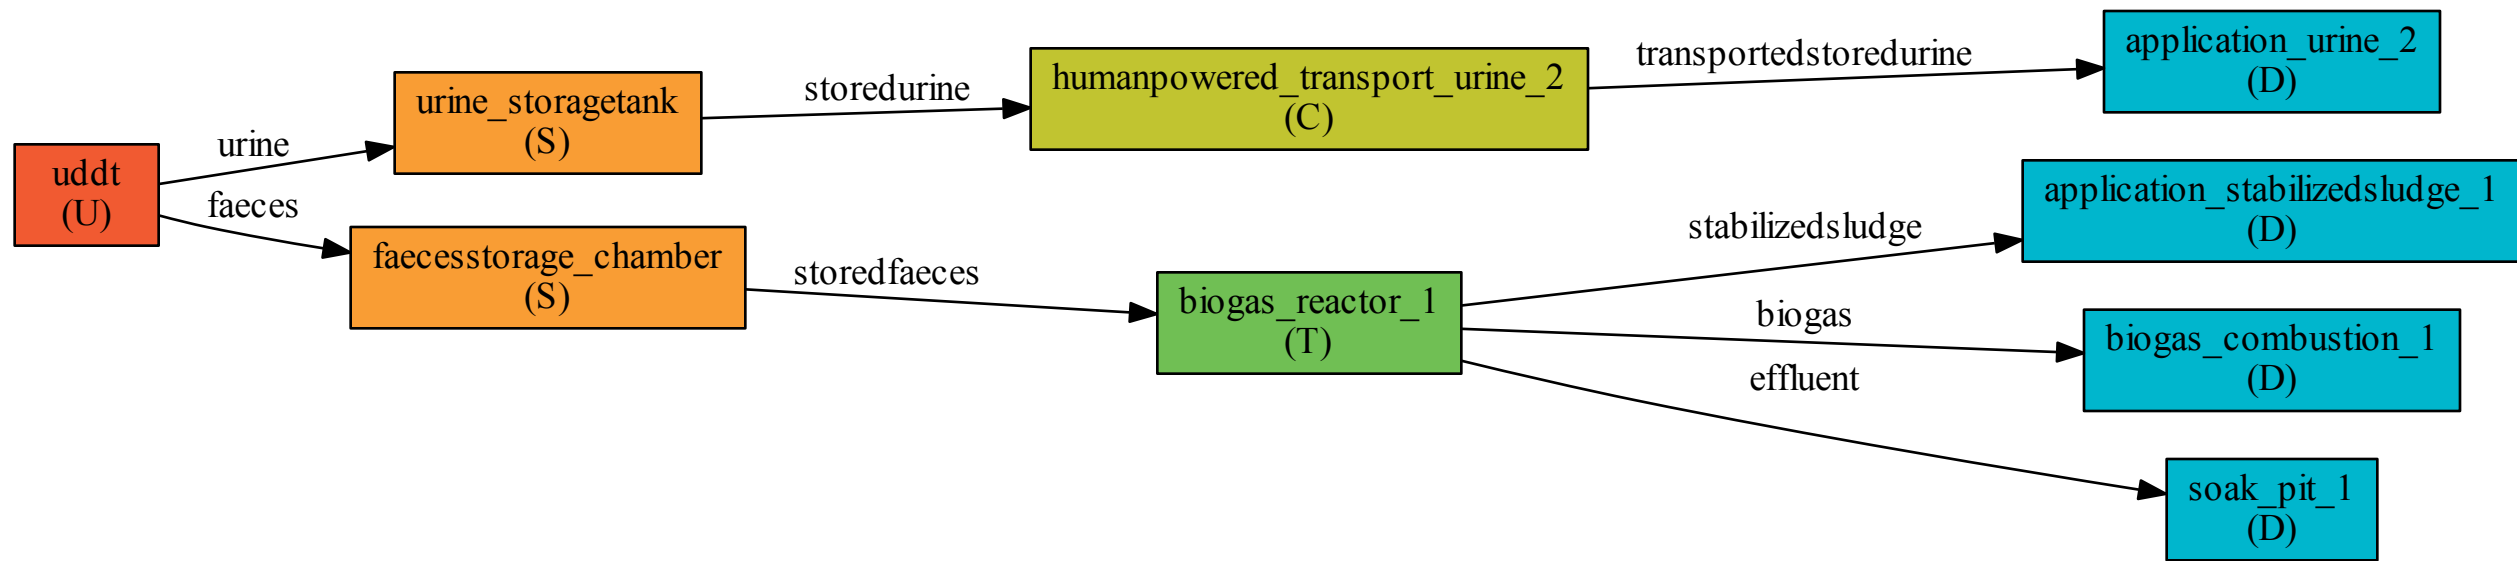 uddt
(U)
urine
faeces
urine_storagetank
(S)
faecesstorage_chamber
(S)
storedurine
storedfaeces
humanpowered_transport_urine_2
(C)
biogas_reactor_1
(T)
transportedstoredurine
stabilizedsludge
biogas
effluent
application_urine_2
(D)
application_stabilizedsludge_1
(D)
biogas_combustion_1
(D)
soak_pit_1
(D)